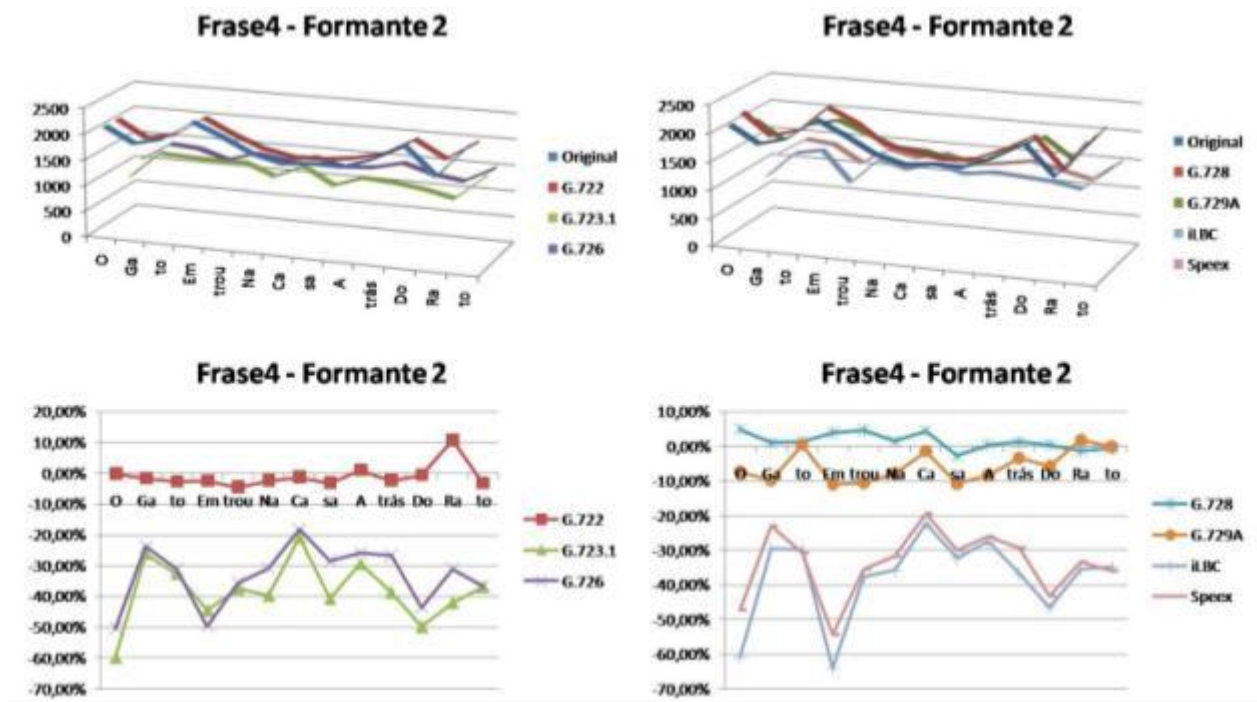 Frase4 - Formante 2
2500
2000
1500
1000
500
0
O Ga to Em trou Na Ca sa A trás Do Ra to
Original
G.722
G.723.1
G.726
Frase4 - Formante 2
2500
2000
1500
1000
500
0
O Ga to Em trou Na Ca sa A trás Do Ra to
Original
G.728
G.729A
iLBC
Speex
Frase4 - Formante 2
20,00%
10,00%
0,00%
-10,00%
-20,00%
-30,00%
-40,00%
-50,00%
-60,00%
-70,00%
O Ga to Em trou Na Ca sa A trás Do Ra to
G.722
G.723.1
G.726
Frase4 - Formante 2
10,00%
0,00%
-10,00%
-20,00%
-30,00%
-40,00%
-50,00%
-60,00%
-70,00%
O Ga to Em trou Na Ca sa A trás Do Ra to
G.728
G.729A
iLBC
Speex